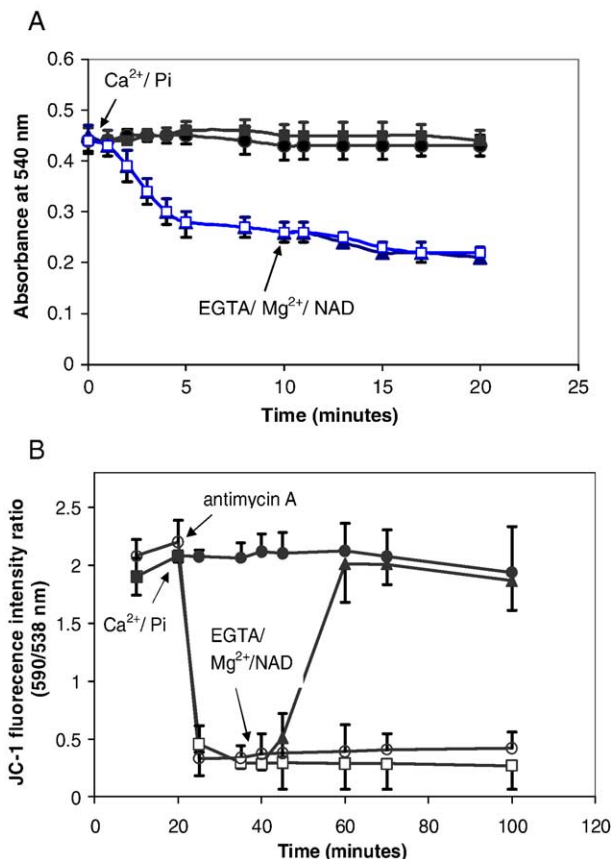 A
0.6
0.5
0.4
0.3
0.2
0.1
0
Absorbance at 540 nm
Ca²⁺/ Pi
EGTA/ Mg²⁺/ NAD
0 5 10 15 20 25
Time (minutes)
B
2.5
2
1.5
1
0.5
0
JC-1 fluorecence intensity ratio
(590/538 nm)
antimycin A
Ca²⁺/ Pi
EGTA/
Mg²⁺/NAD
0 20 40 60 80 100 120
Time (minutes)